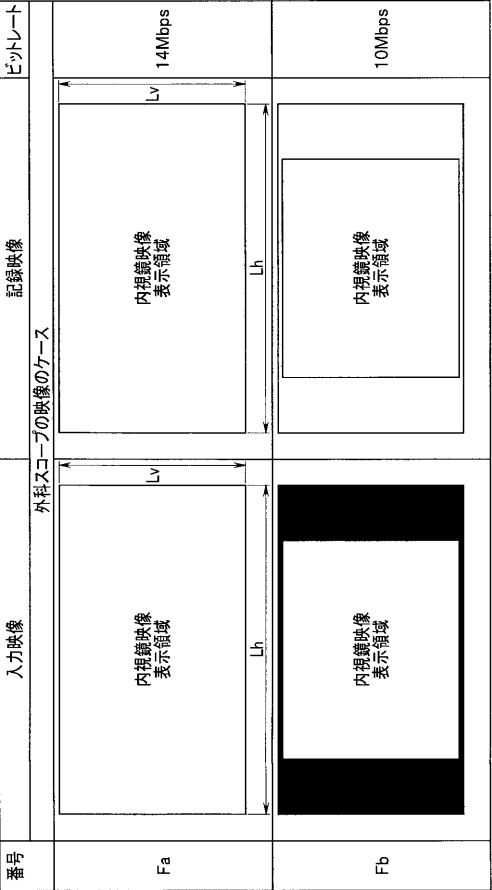 番号
入力映像
記録映像
ビットレート
外科スコープの映像のケース
Fa
内視鏡映像
表示領域
Lv
Lh
内視鏡映像
表示領域
Lv
Lh
14Mbps
Fb
内視鏡映像
表示領域
内視鏡映像
表示領域
10Mbps